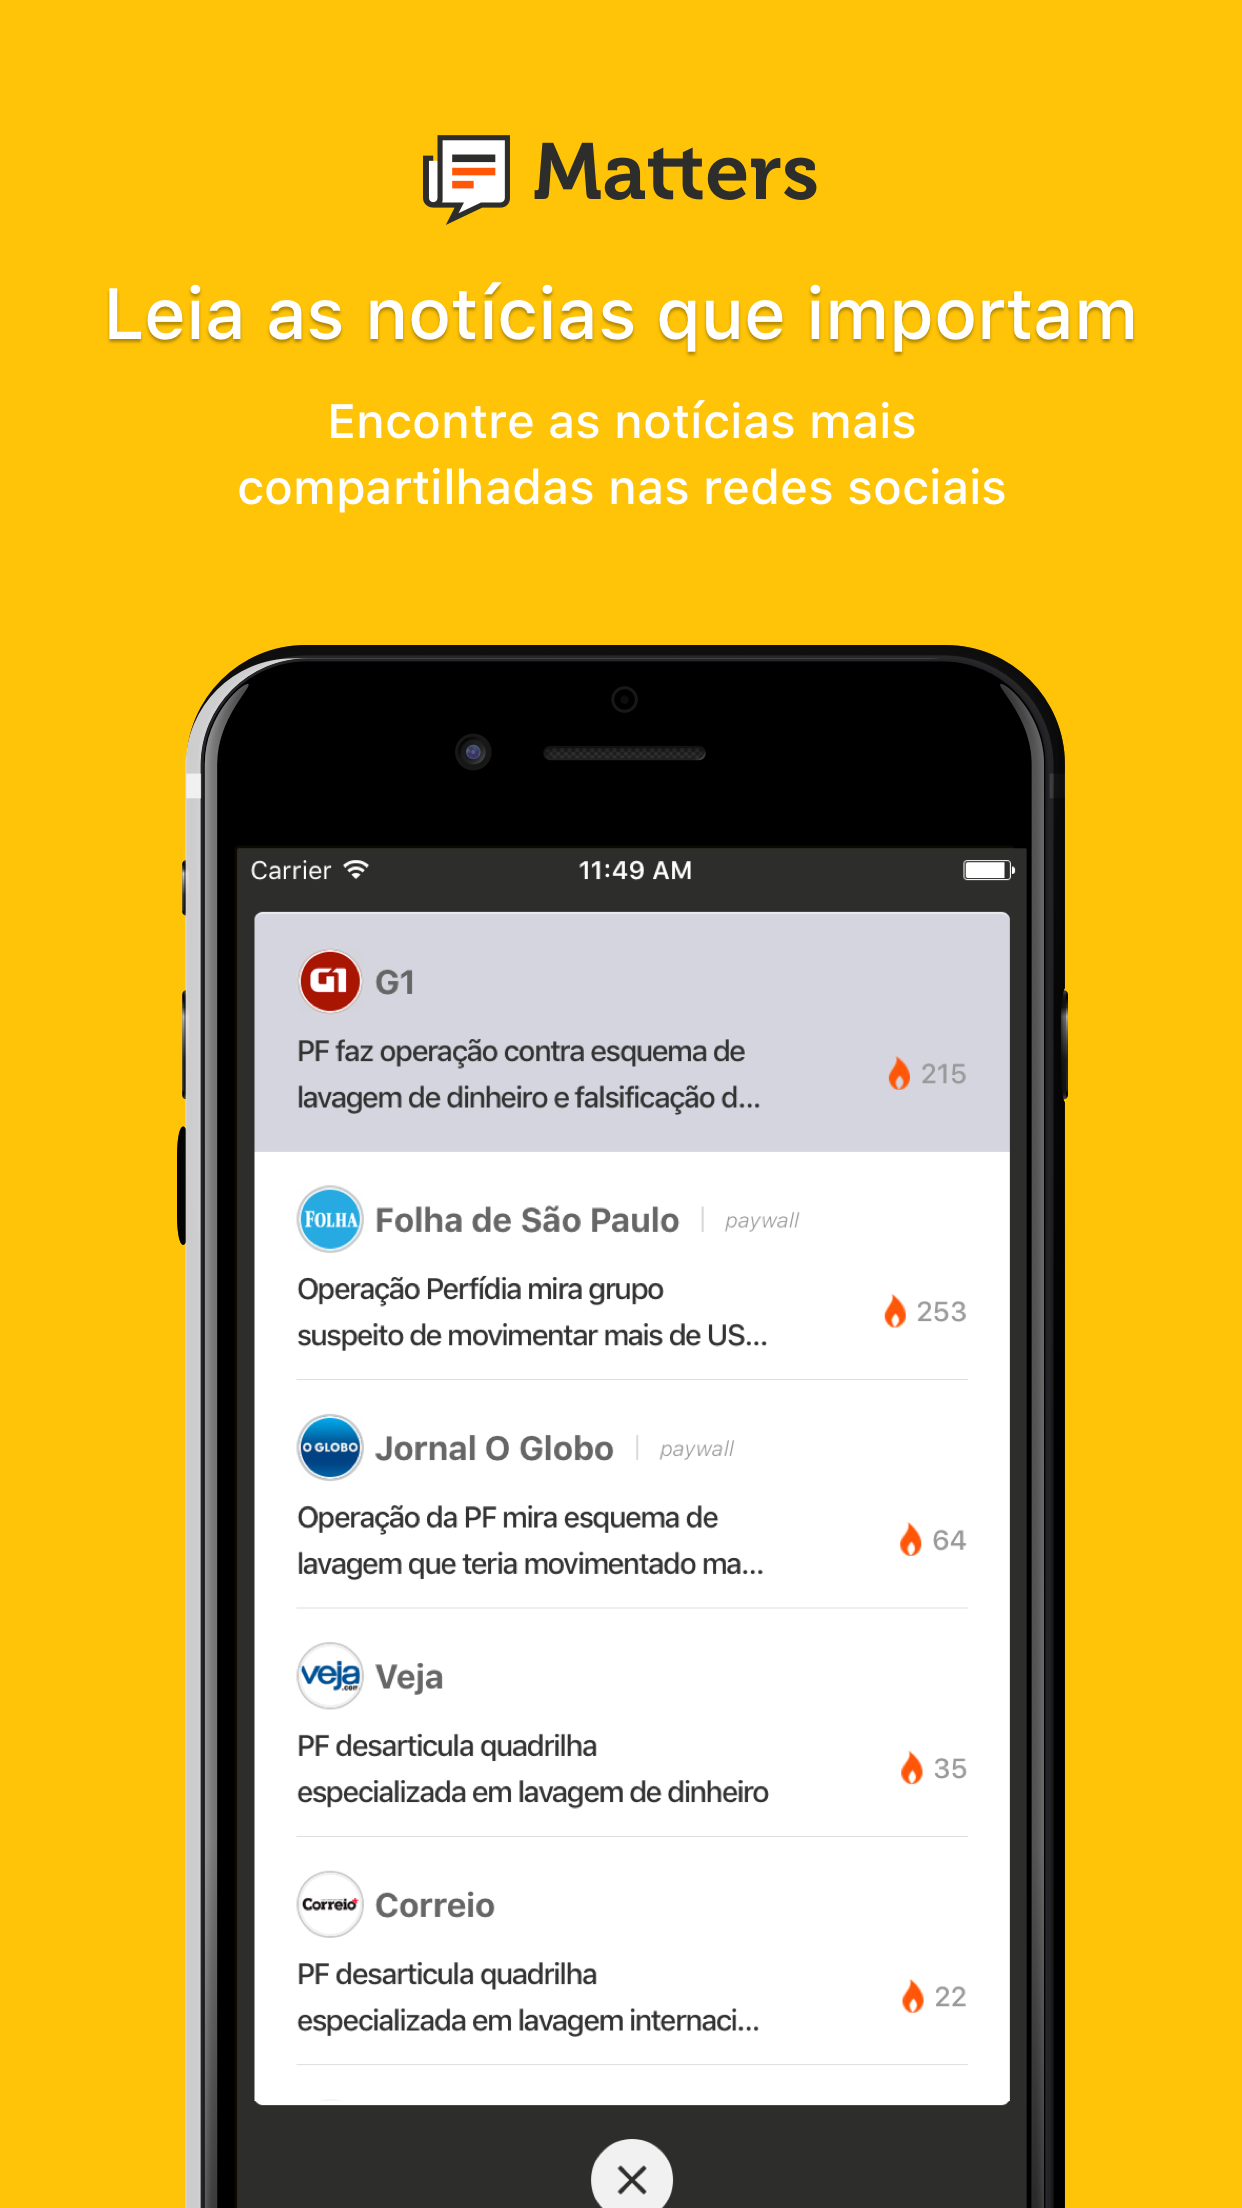 Matters
Leia as notícias que importam
Encontre as notícias mais
compartilhadas nas redes sociais
Carrier 11:49 AM
G1 G1
PF faz operação contra esquema de
lavagem de dinheiro e falsificação d...
215
FOLHA Folha de São Paulo | paywall
Operação Perfídia mira grupo
suspeito de movimentar mais de US...
253
O GLOBO Jornal O Globo | paywall
Operação da PF mira esquema de
lavagem que teria movimentado ma...
64
veja.com Veja
PF desarticula quadrilha
especializada em lavagem de dinheiro
35
Correio Correio
PF desarticula quadrilha
especializada em lavagem internaci...
22